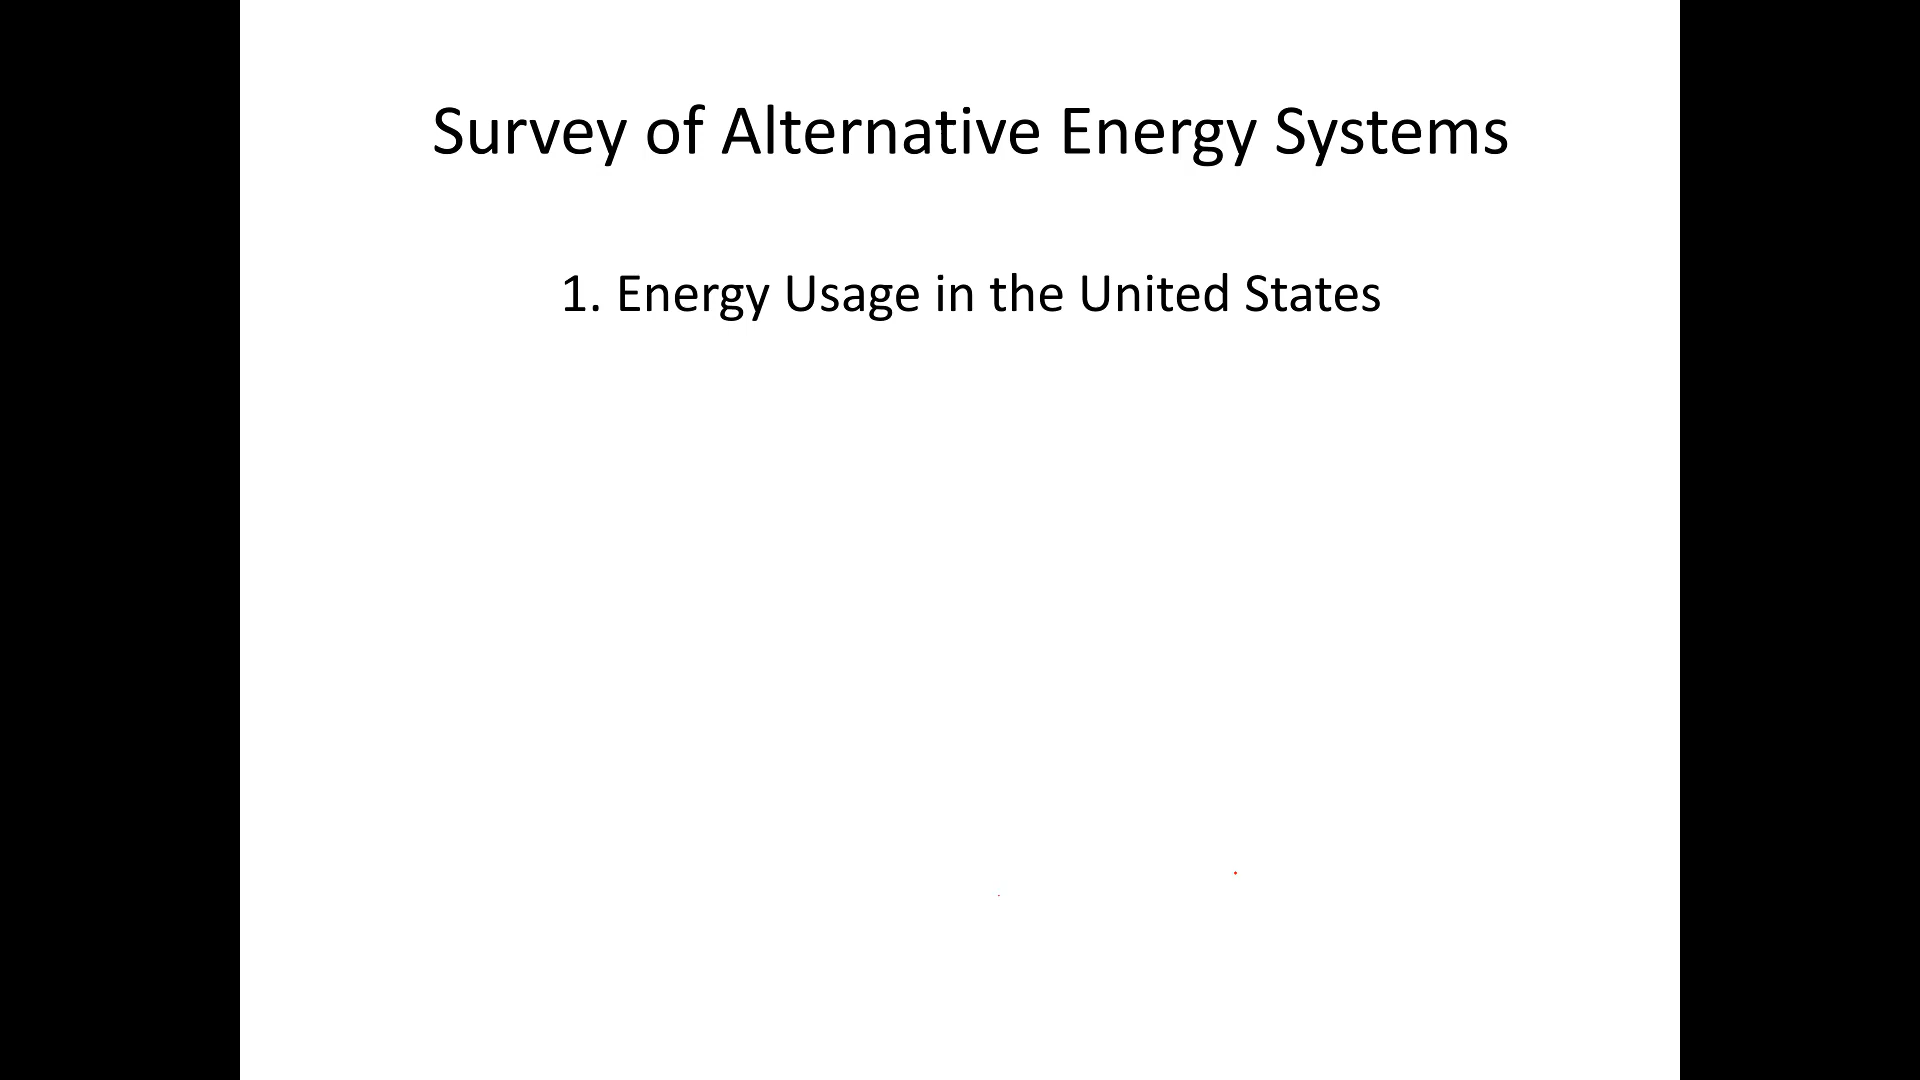 Survey of Alternative Energy Systems
1. Energy Usage in the United States